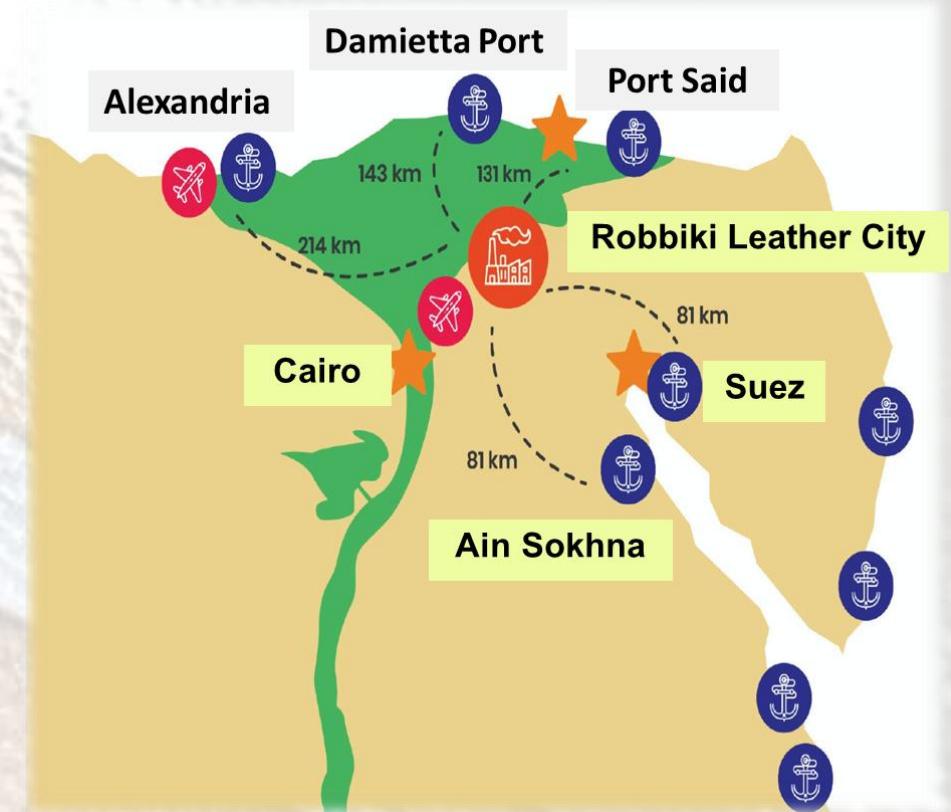 Damietta Port
Port Said
Alexandria
143 km
131 km
214 km
Robbiki Leather City
81 km
Cairo
Suez
81 km
Ain Sokhna